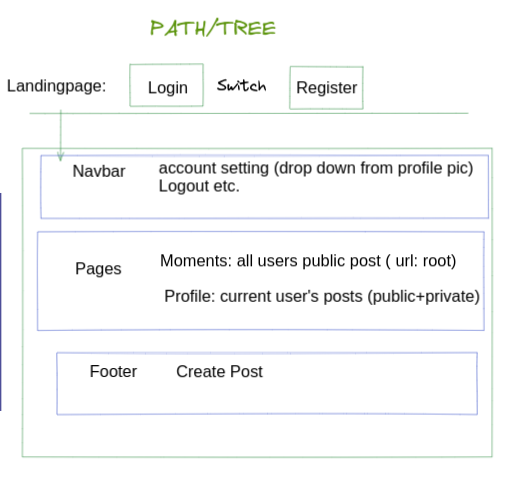 PATH/TREE
Landingpage: Login Switch Register
Navbar account setting (drop down from profile pic)
Logout etc.
Pages Moments: all users public post ( url: root)
Profile: current user's posts (public+private)
Footer Create Post